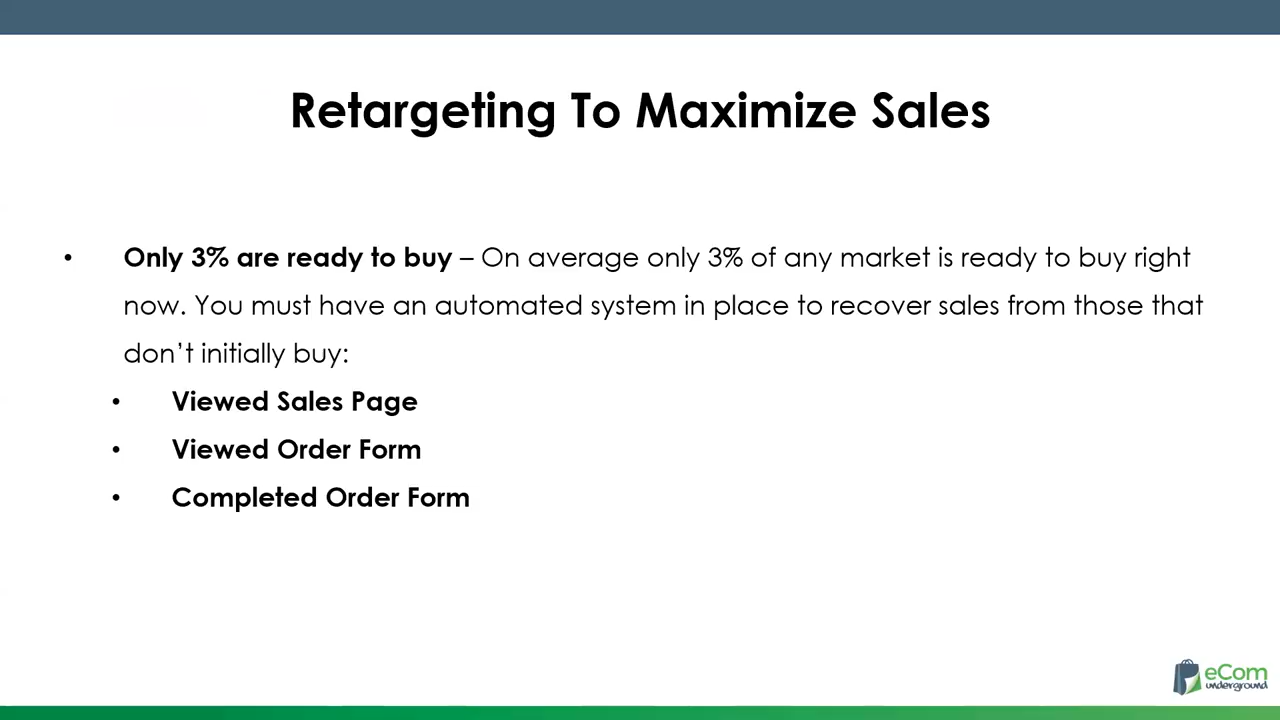 Retargeting To Maximize Sales
• Only 3% are ready to buy – On average only 3% of any market is ready to buy right
now. You must have an automated system in place to recover sales from those that
don’t initially buy:
• Viewed Sales Page
• Viewed Order Form
• Completed Order Form
eCom
underground